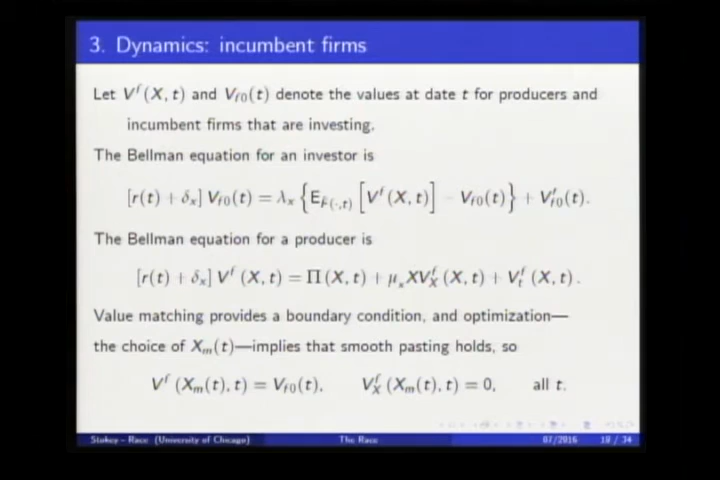 3. Dynamics: incumbent firms
Let V^f(X, t) and V_{f0}(t) denote the values at date t for producers and
incumbent firms that are investing.
The Bellman equation for an investor is
[r(t) + δ_x] V_{f0}(t) = λ_x {E_{F̂(·,t)} [V^f(X, t)] − V_{f0}(t)} + V′_{f0}(t).
The Bellman equation for a producer is
[r(t) + δ_x] V^f (X, t) = Π(X, t) + μ_x X V^f_X (X, t) + V^f_t (X, t).
Value matching provides a boundary condition, and optimization—
the choice of X_m(t)—implies that smooth pasting holds, so
V^f (X_m(t), t) = V_{f0}(t), V^f_X (X_m(t), t) = 0, all t.
Stokey – Race (University of Chicago) The Race 07/2016 18 / 34